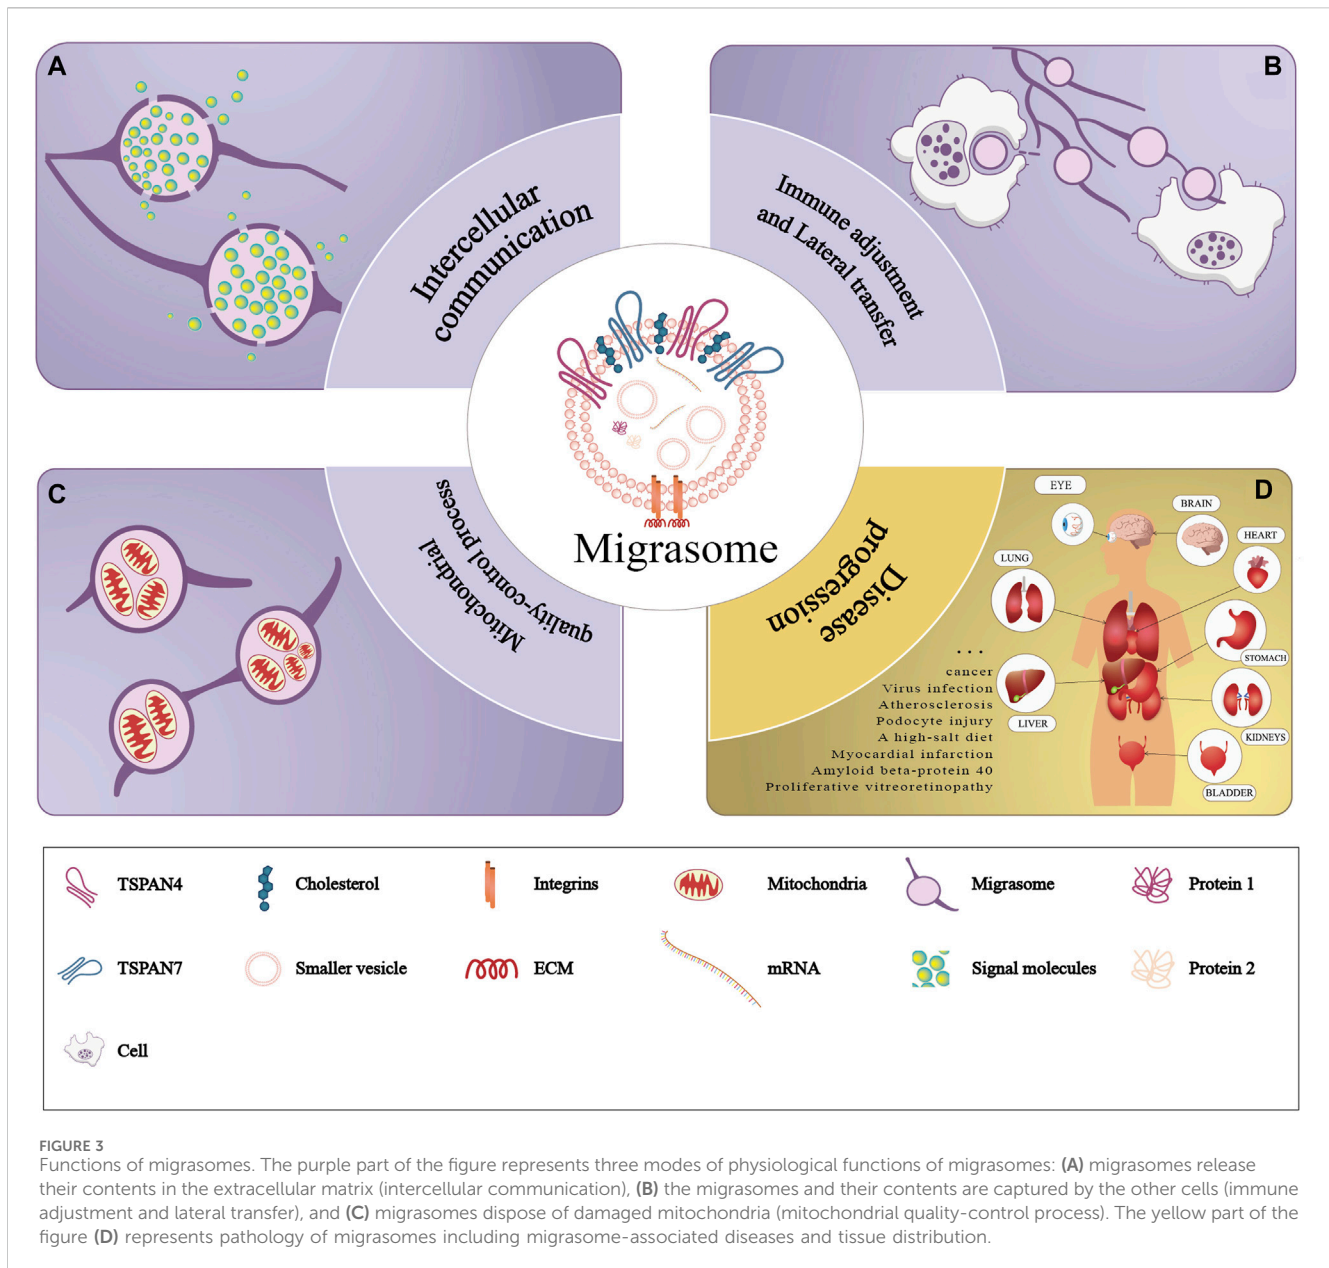 A
B
Intercellular
communication
Immune adjustment
and Lateral transfer
Migrasome
C
Mitochondrial
quality-control process
D
Disease
progression
EYE
BRAIN
HEART
LUNG
STOMACH
LIVER
KIDNEYS
BLADDER
...
cancer
Virus infection
Atherosclerosis
Podocyte injury
A high-salt diet
Myocardial infarction
Amyloid beta-protein 40
Proliferative vitreoretinopathy
TSPAN4
Cholesterol
Integrins
Mitochondria
Migrasome
Protein 1
TSPAN7
Smaller vesicle
ECM
mRNA
Signal molecules
Protein 2
Cell
FIGURE 3
Functions of migrasomes. The purple part of the figure represents three modes of physiological functions of migrasomes: (A) migrasomes release
their contents in the extracellular matrix (intercellular communication), (B) the migrasomes and their contents are captured by the other cells (immune
adjustment and lateral transfer), and (C) migrasomes dispose of damaged mitochondria (mitochondrial quality-control process). The yellow part of the
figure (D) represents pathology of migrasomes including migrasome-associated diseases and tissue distribution.